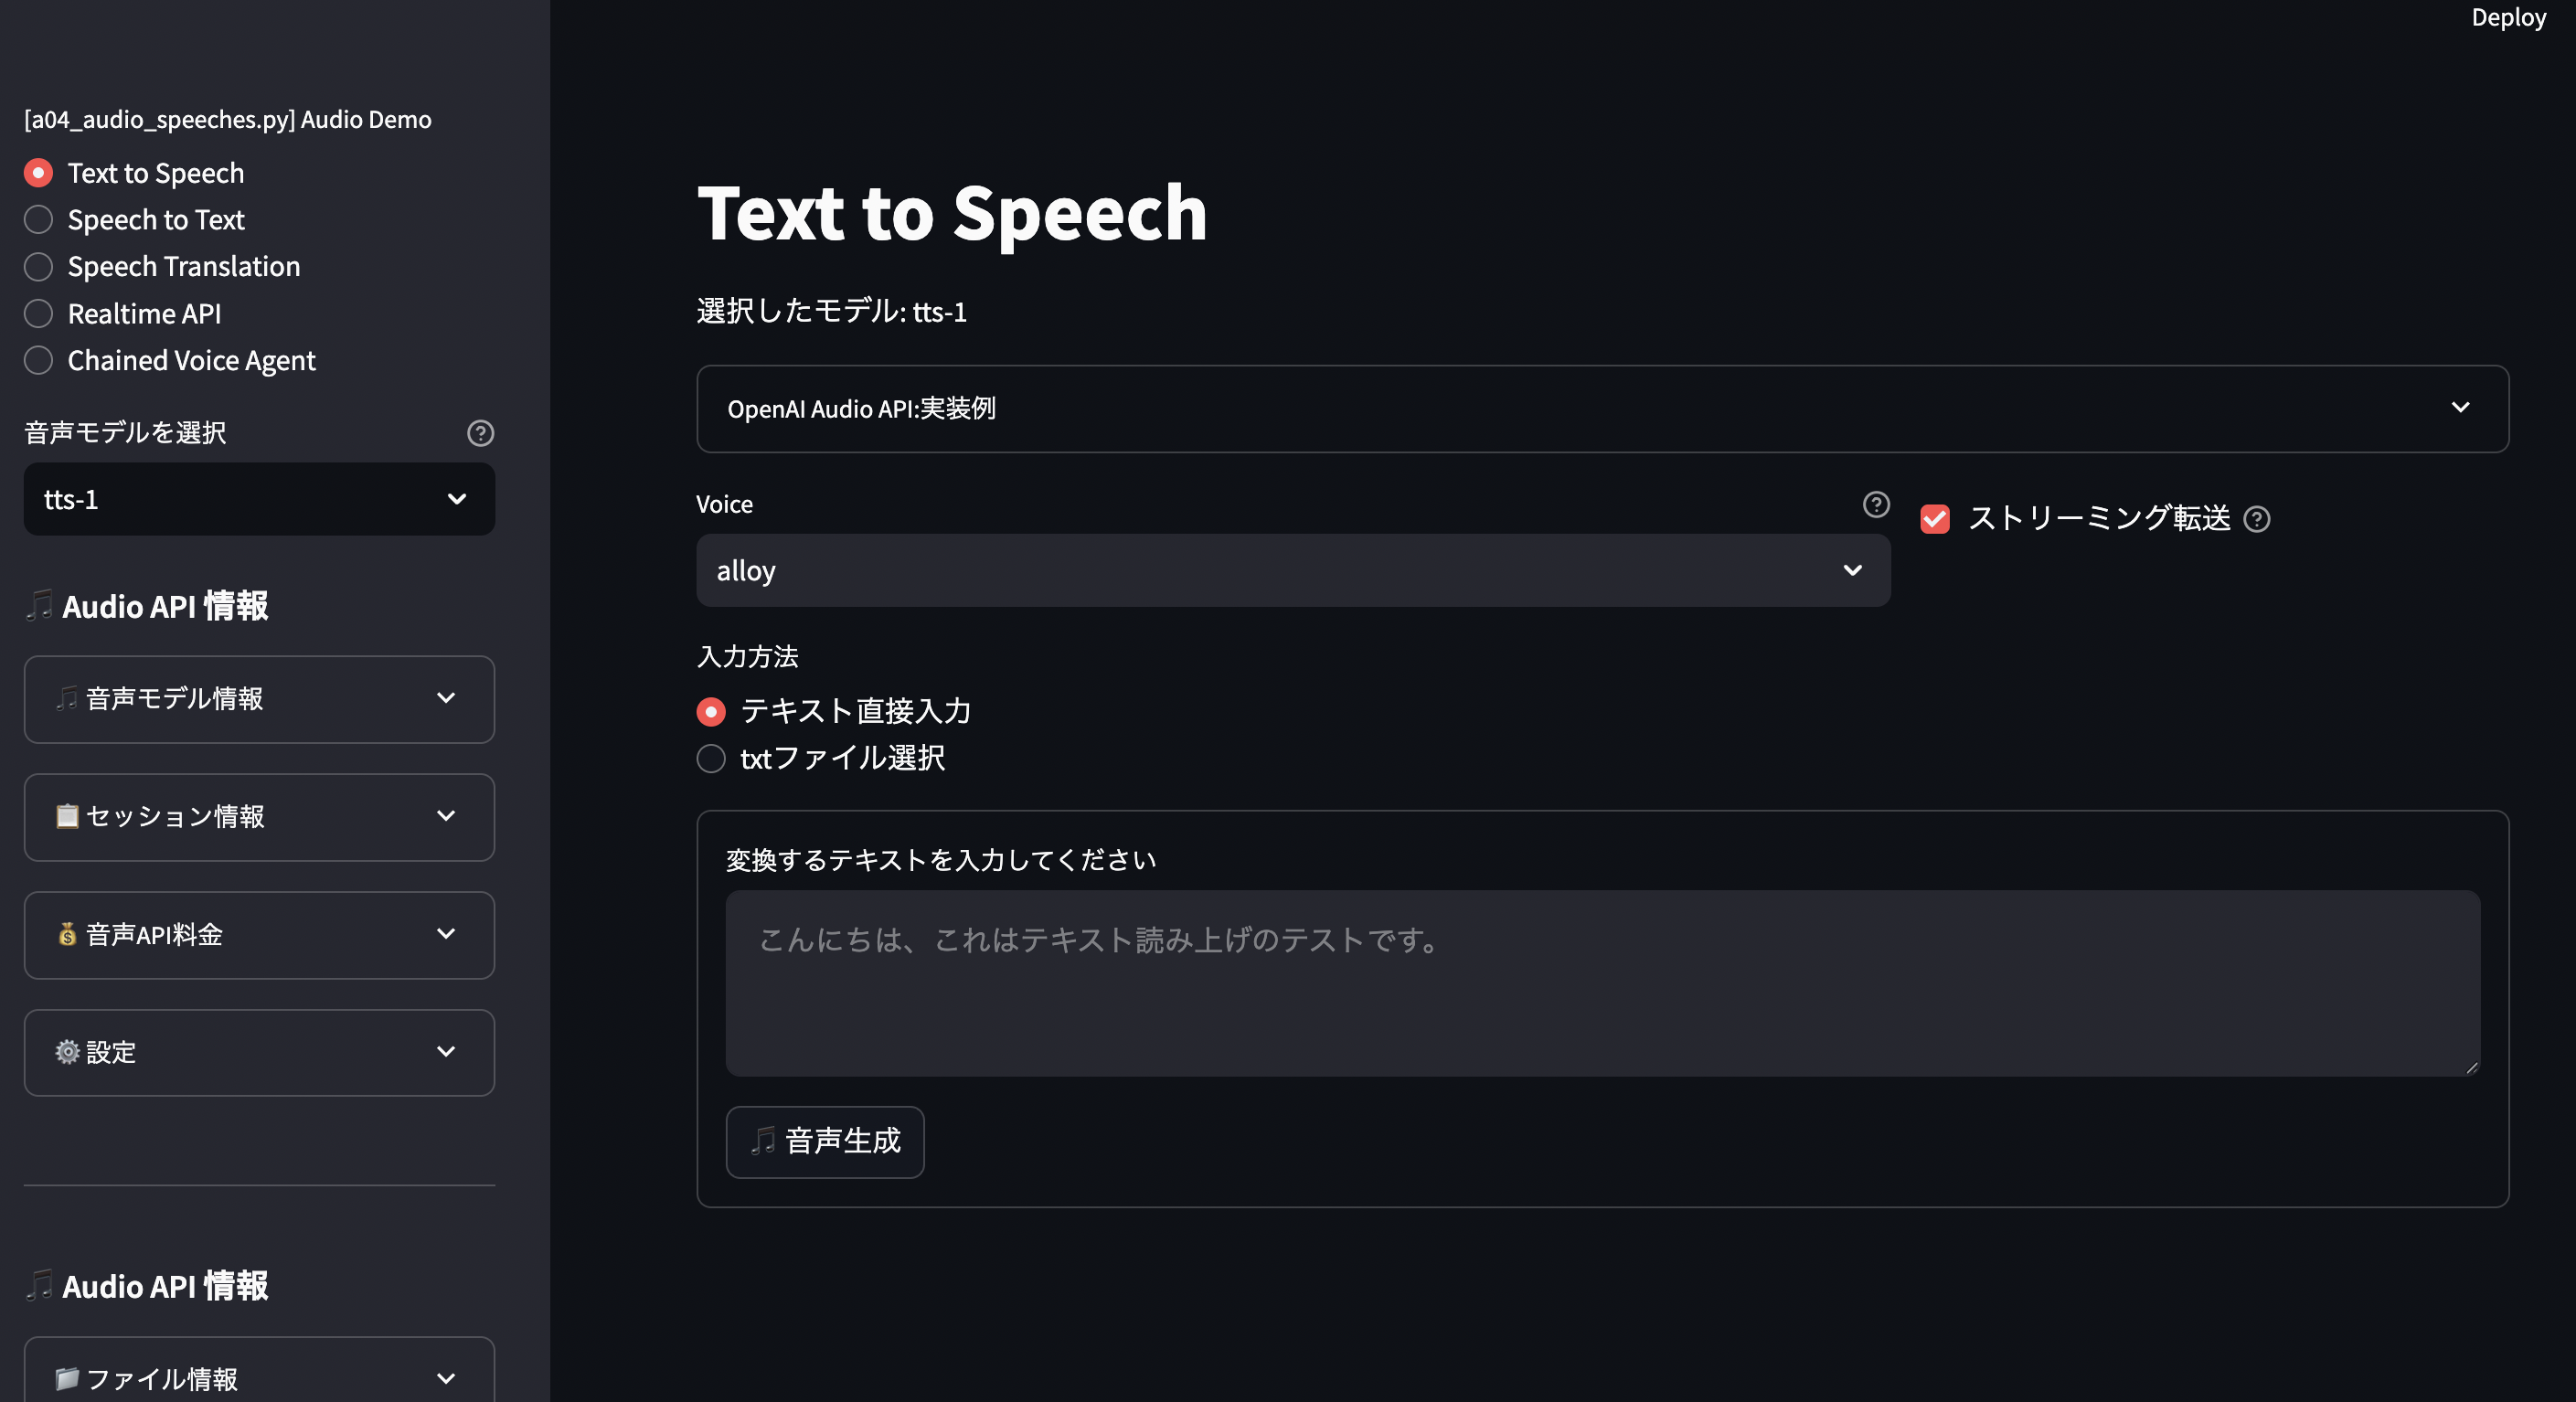 Deploy
[a04_audio_speeches.py] Audio Demo
Text to Speech
Speech to Text
Speech Translation
Realtime API
Chained Voice Agent
音声モデルを選択
tts-1
🎵 Audio API 情報
🎵 音声モデル情報
📋 セッション情報
💰 音声API料金
⚙️ 設定
🎵 Audio API 情報
📁 ファイル情報
Text to Speech
選択したモデル: tts-1
OpenAI Audio API:実装例
Voice
alloy
ストリーミング転送
入力方法
テキスト直接入力
txtファイル選択
変換するテキストを入力してください
こんにちは、これはテキスト読み上げのテストです。
🎵 音声生成